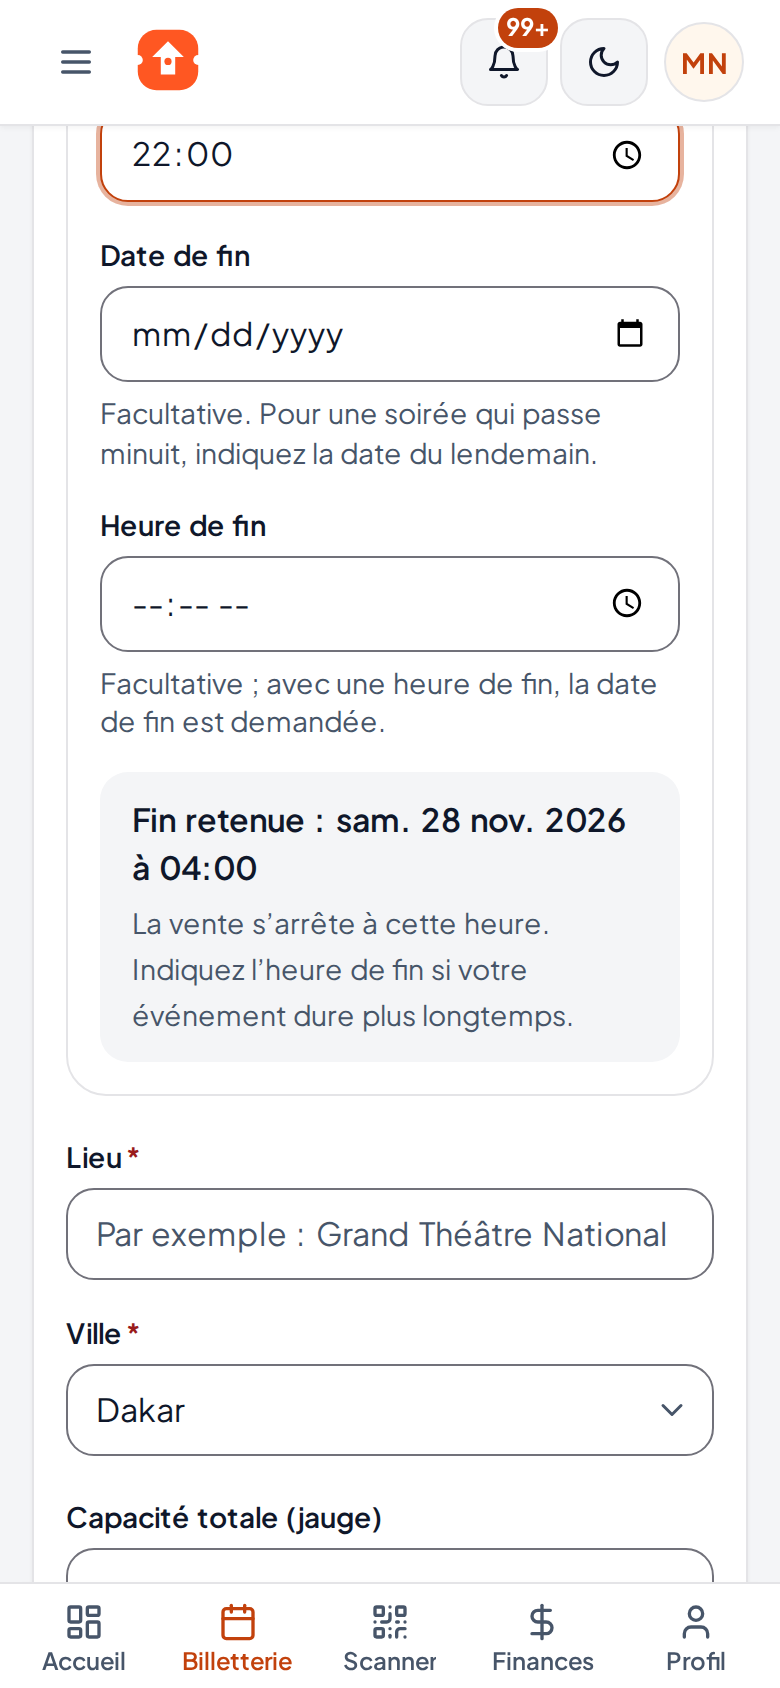 99+
MN
22:00
Date de fin
mm/dd/yyyy
Facultative. Pour une soirée qui passe
minuit, indiquez la date du lendemain.
Heure de fin
--:-- --
Facultative ; avec une heure de fin, la date
de fin est demandée.
Fin retenue : sam. 28 nov. 2026
à 04:00
La vente s’arrête à cette heure.
Indiquez l’heure de fin si votre
événement dure plus longtemps.
Lieu *
Par exemple : Grand Théâtre National
Ville *
Dakar
Capacité totale (jauge)
Accueil
Billetterie
Scanner
Finances
Profil